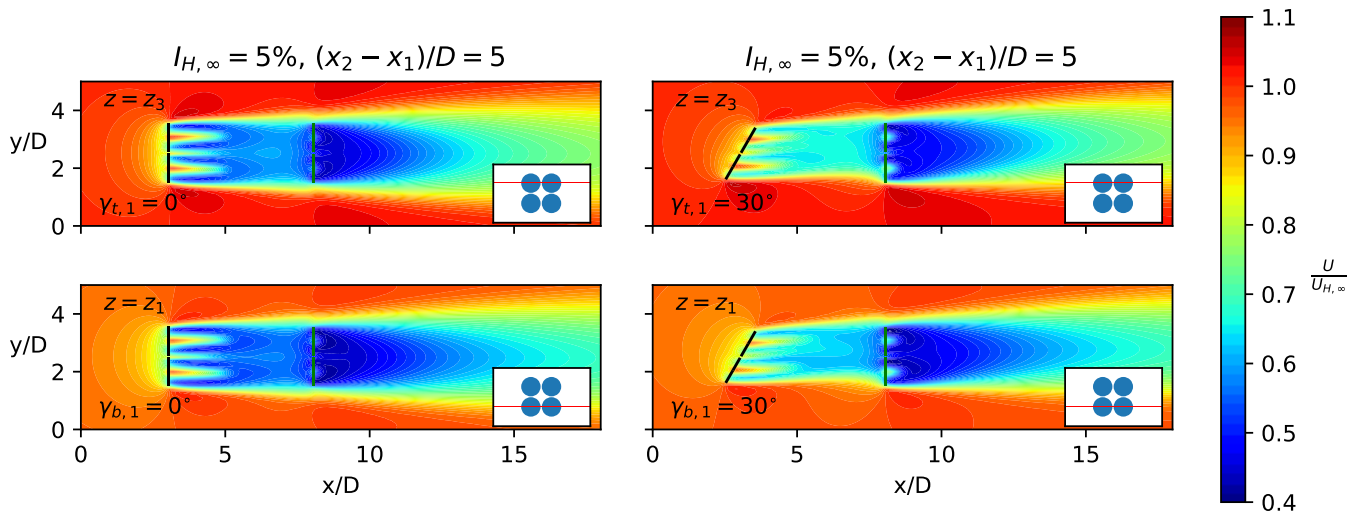 I_{H,∞} = 5%, (x_2 − x_1)/D = 5
I_{H,∞} = 5%, (x_2 − x_1)/D = 5
z = z_3
γ_{t,1} = 0°
y/D
4
2
0
z = z_3
γ_{t,1} = 30°
z = z_1
γ_{b,1} = 0°
y/D
4
2
0
0 5 10 15
x/D
z = z_1
γ_{b,1} = 30°
0 5 10 15
x/D
1.1
1.0
0.9
0.8
0.7
0.6
0.5
0.4
U/U_{H,∞}